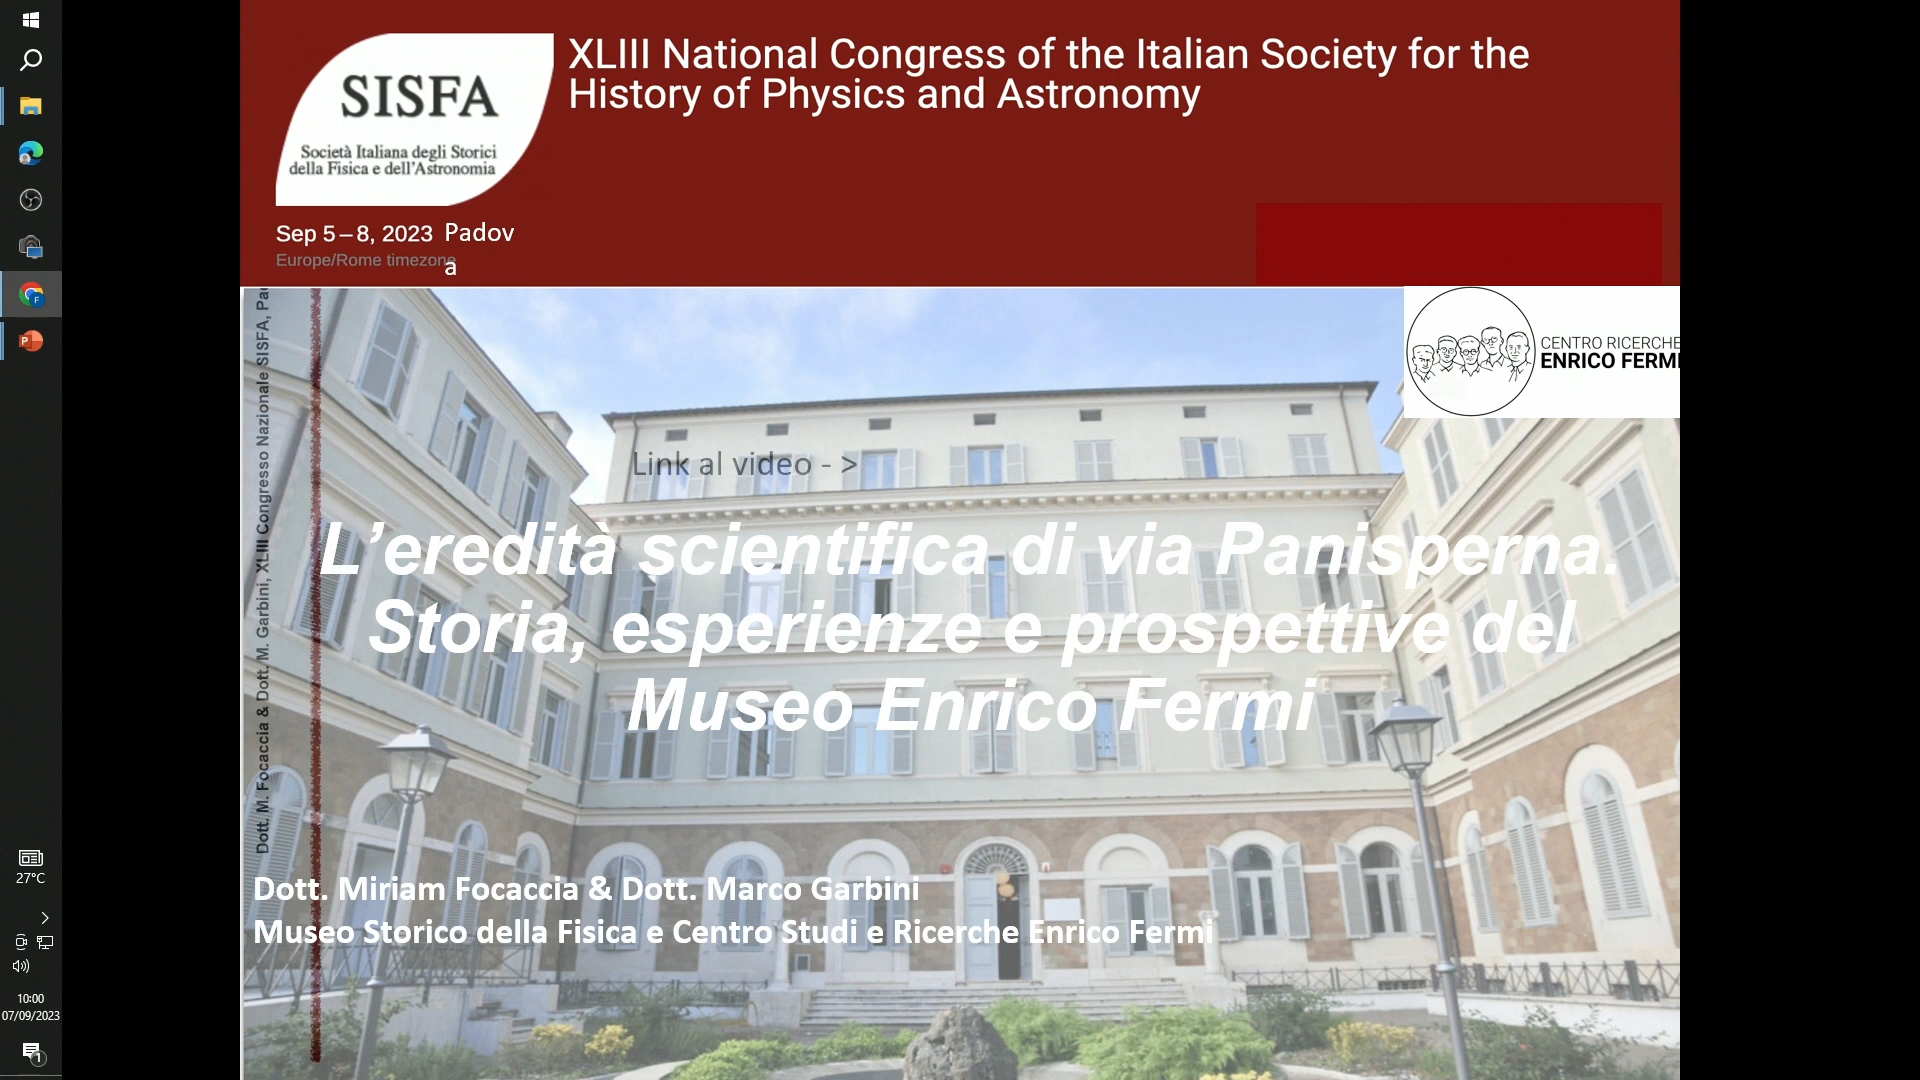 SISFA
Società Italiana degli Storici
della Fisica e dell'Astronomia
XLIII National Congress of the Italian Society for the
History of Physics and Astronomy
Sep 5 – 8, 2023 Padov
a
Europe/Rome timezone
CENTRO RICERCHE
ENRICO FERMI
Dott. M. Focaccia & Dott. M. Garbini, XLIII Congresso Nazionale SISFA, Pad
Link al video - >
L'eredità scientifica di via Panisperna.
Storia, esperienze e prospettive del
Museo Enrico Fermi
Dott. Miriam Focaccia & Dott. Marco Garbini
Museo Storico della Fisica e Centro Studi e Ricerche Enrico Fermi
27°C
10:00
07/09/2023
1